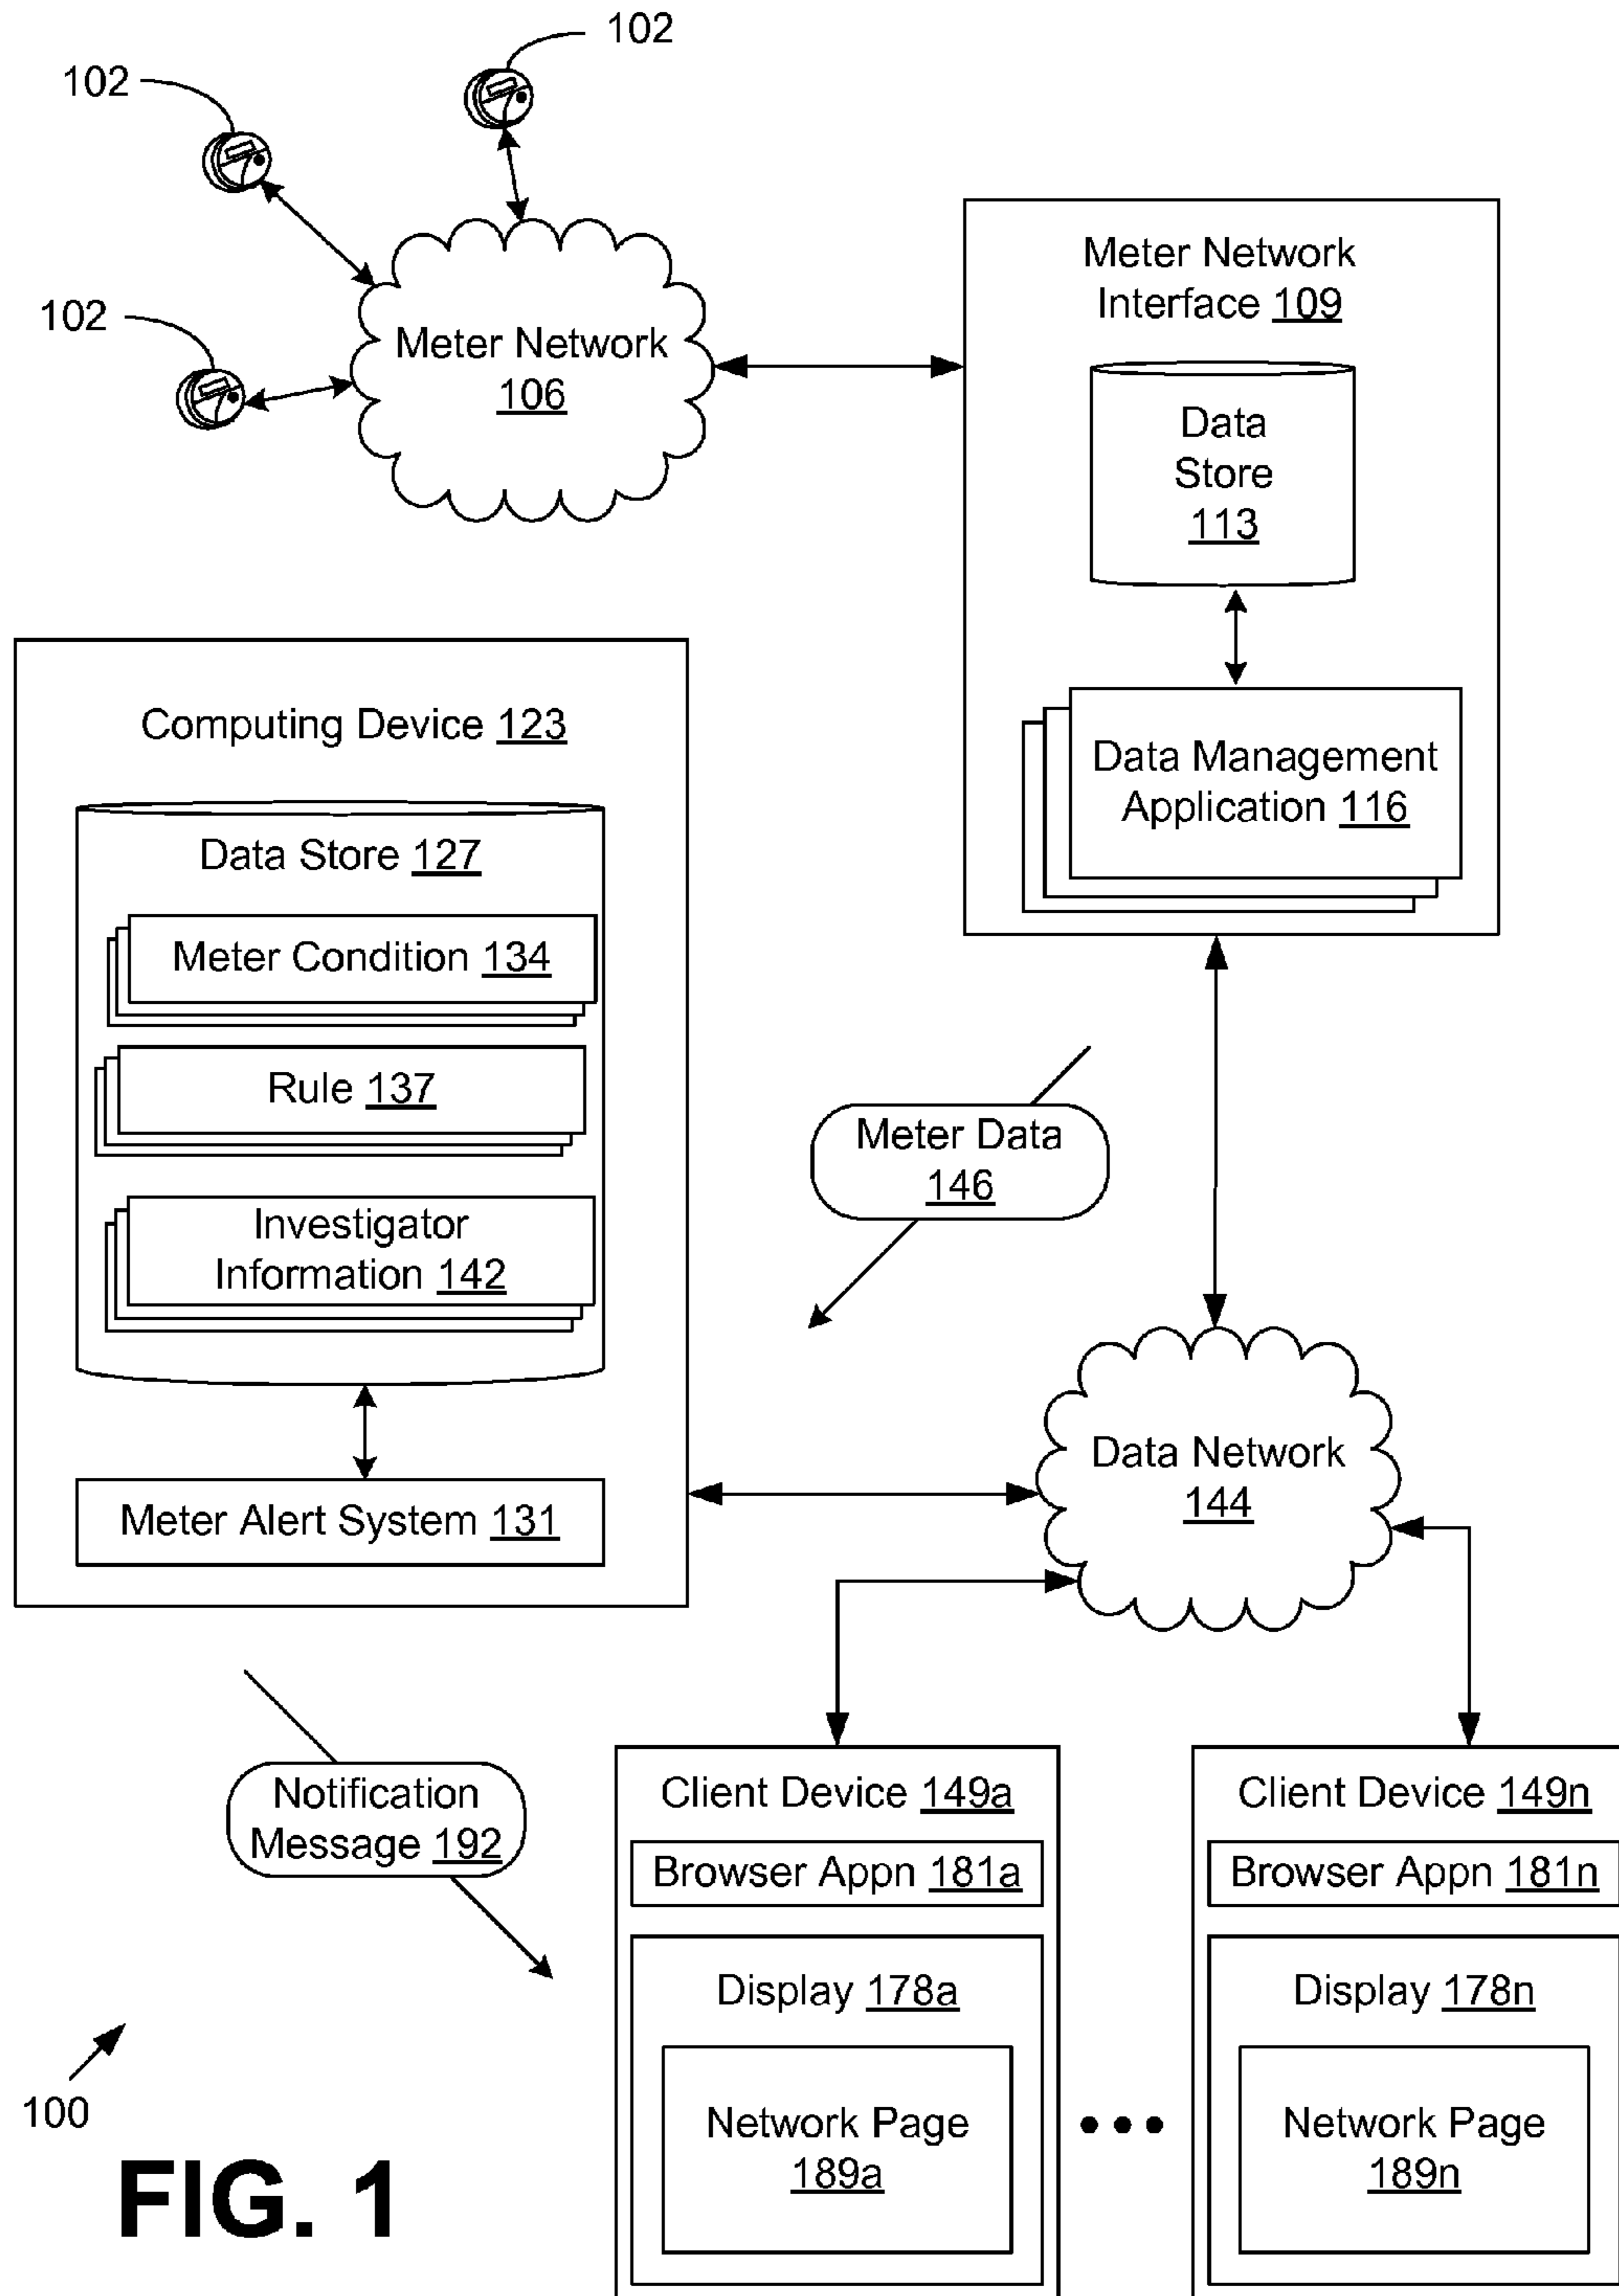 102
102
102
Meter Network
106
Meter Network
Interface 109
Data
Store
113
Data Management
Application 116
Computing Device 123
Data Store 127
Meter Condition 134
Rule 137
Investigator
Information 142
Meter Alert System 131
Meter Data
146
Data Network
144
Notification
Message 192
Client Device 149a
Browser Appn 181a
Display 178a
Network Page
189a
Client Device 149n
Browser Appn 181n
Display 178n
Network Page
189n
100
FIG. 1